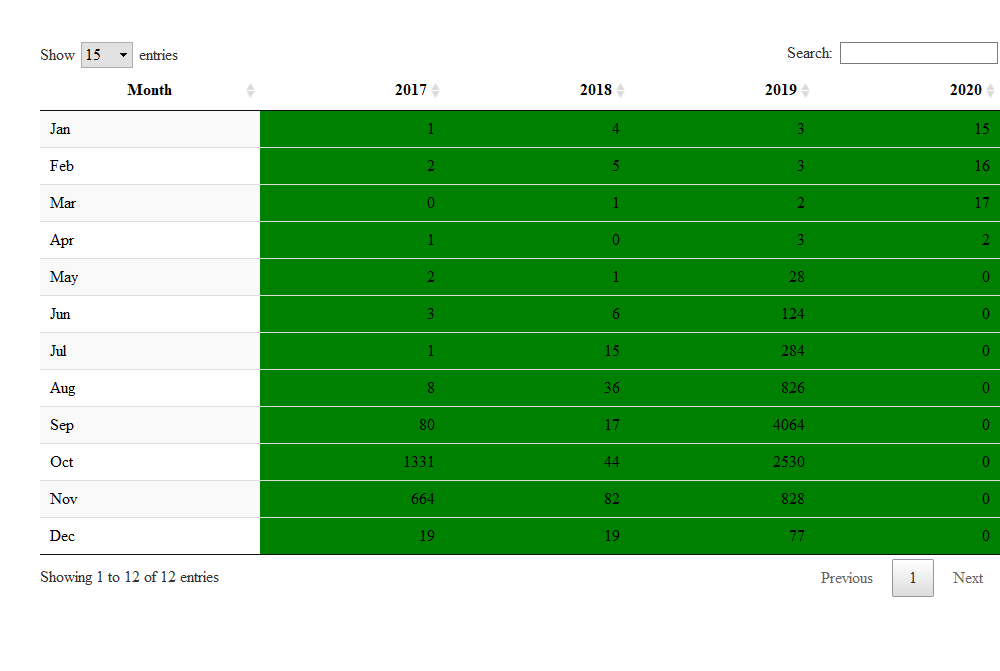 Show 15 entries Search:
Month 2017 2018 2019 2020
Jan 1 4 3 15
Feb 2 5 3 16
Mar 0 1 2 17
Apr 1 0 3 2
May 2 1 28 0
Jun 3 6 124 0
Jul 1 15 284 0
Aug 8 36 826 0
Sep 80 17 4064 0
Oct 1331 44 2530 0
Nov 664 82 828 0
Dec 19 19 77 0
Showing 1 to 12 of 12 entries Previous 1 Next